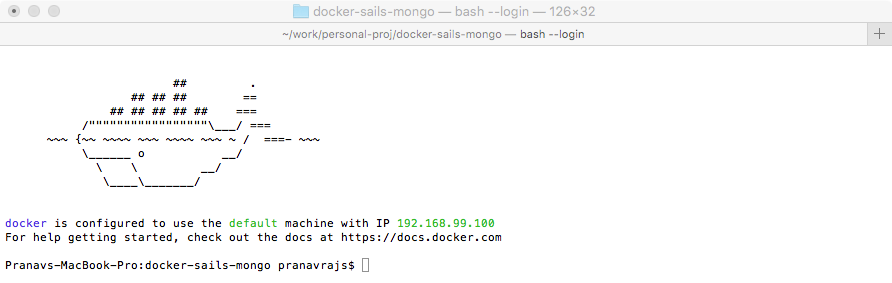 docker-sails-mongo — bash --login — 126×32
~/work/personal-proj/docker-sails-mongo — bash --login
+
                        ##         .
                  ## ## ##        ==
               ## ## ## ## ##    ===
           /"""""""""""""""""\___/ ===
      ~~~ {~~ ~~~~ ~~~ ~~~~ ~~~ ~ /  ===- ~~~
           \______ o           __/
             \    \         __/
              \____\_______/
docker is configured to use the default machine with IP 192.168.99.100
For help getting started, check out the docs at https://docs.docker.com
Pranavs-MacBook-Pro:docker-sails-mongo pranavrajs$